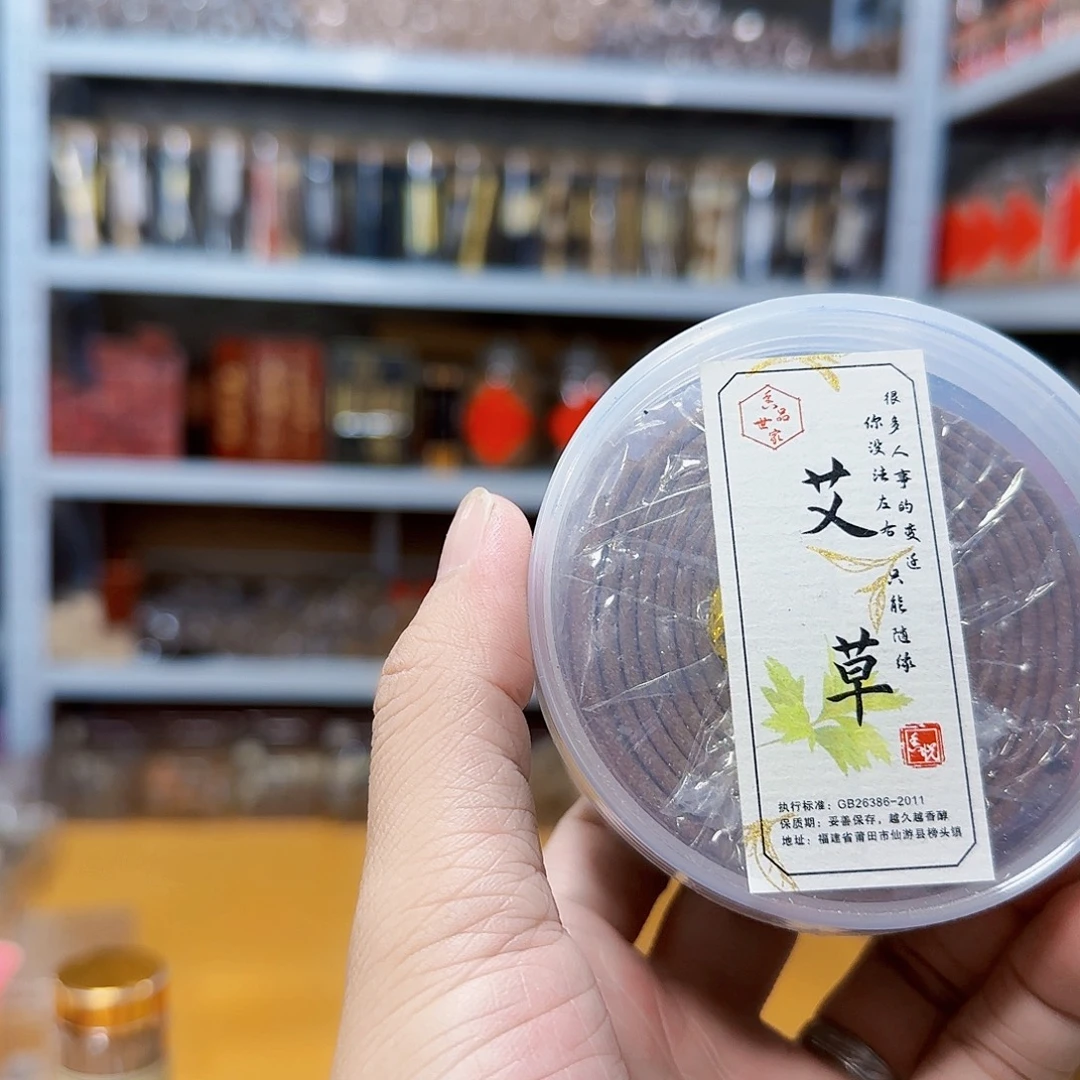 香品
世家
很多人事的变迁
你没法左右
只能随缘
艾草
香悦
执行标准：GB26386-2011
保质期：妥善保存，越久越香醇
地址：福建省莆田市仙游县榜头镇